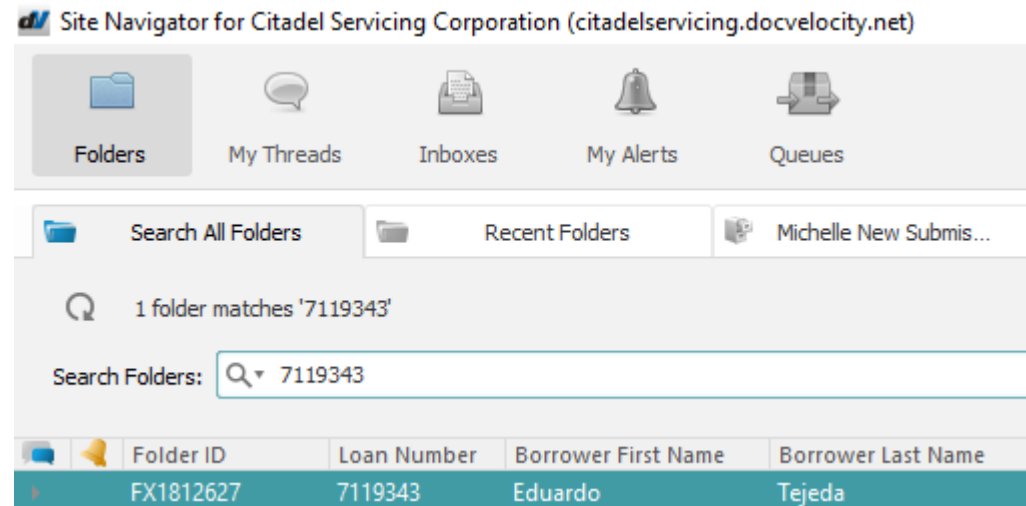 Site Navigator for Citadel Servicing Corporation (citadelservicing.docvelocity.net)
Folders My Threads Inboxes My Alerts Queues
Search All Folders Recent Folders Michelle New Submis...
1 folder matches '7119343'
Search Folders: 7119343
Folder ID Loan Number Borrower First Name Borrower Last Name
FX1812627 7119343 Eduardo Tejeda